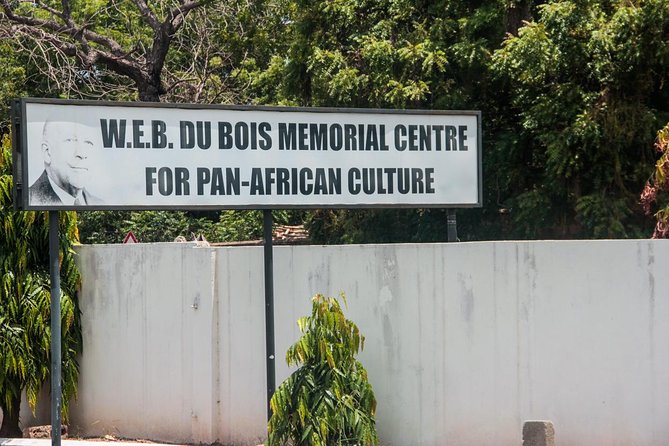 W.E.B. DU BOIS MEMORIAL CENTRE
FOR PAN-AFRICAN CULTURE